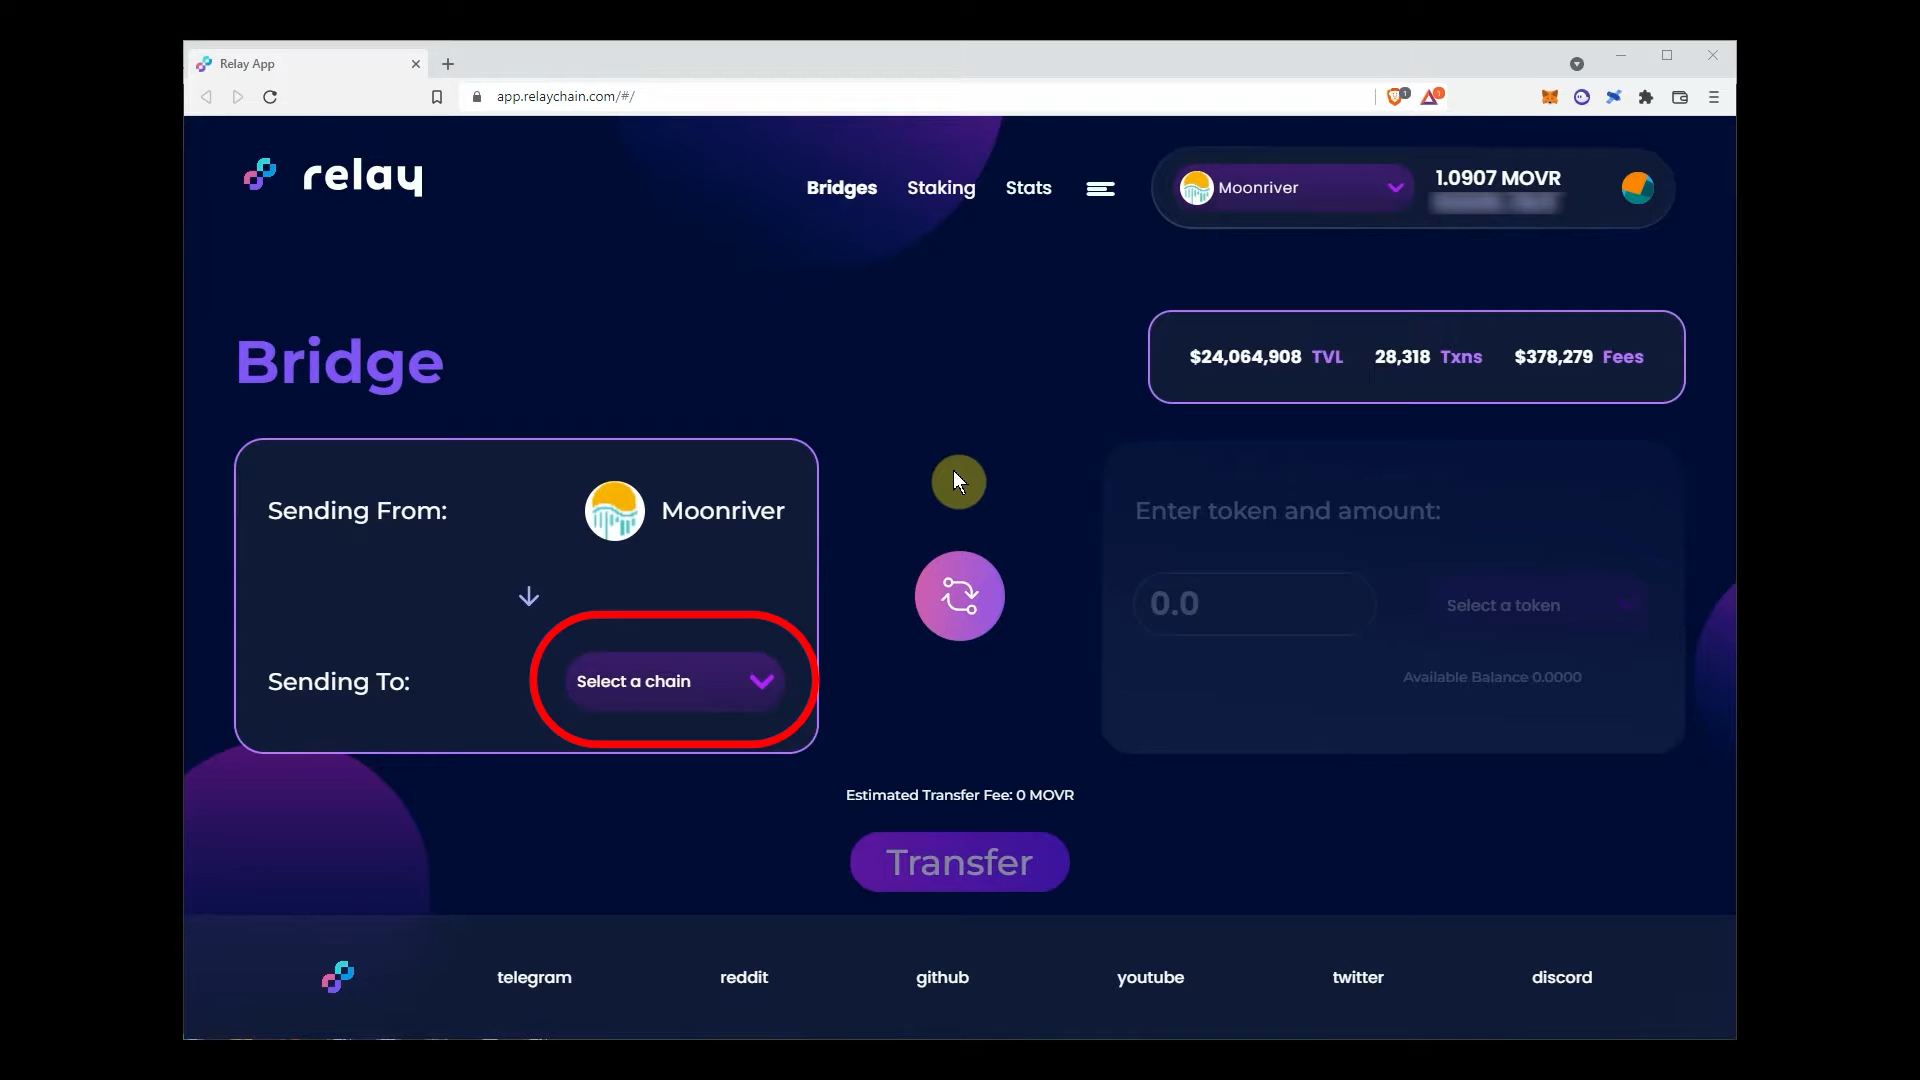 Relay App
app.relaychain.com/#/
1
1
relay
Bridges
Staking
Stats
Moonriver
1.0907 MOVR
Bridge
$24,064,908 TVL
28,318 Txns
$378,279 Fees
Sending From:
Moonriver
Sending To:
Select a chain
Enter token and amount:
0.0
Select a token
Available Balance 0.0000
Estimated Transfer Fee: 0 MOVR
Transfer
telegram
reddit
github
youtube
twitter
discord